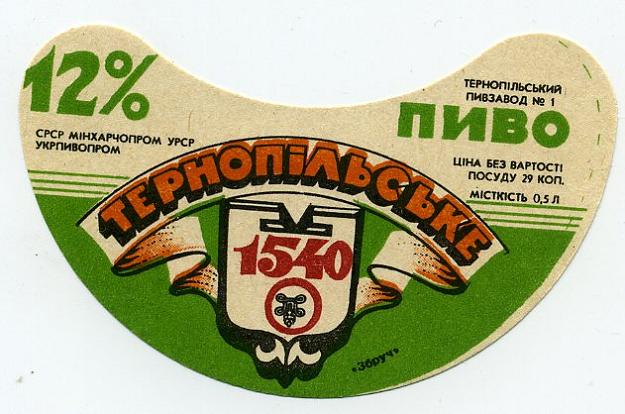 12%
СРСР МІНХАРЧОПРОМ УРСР
УКРПИВОПРОМ
ТЕРНОПІЛЬСЬКИЙ
ПИВЗАВОД № 1
ПИВО
ЦІНА БЕЗ ВАРТОСТІ
ПОСУДУ 29 КОП.
МІСТКІСТЬ 0,5 Л
ТЕРНОПІЛЬСЬКЕ
1540
«Збруч»